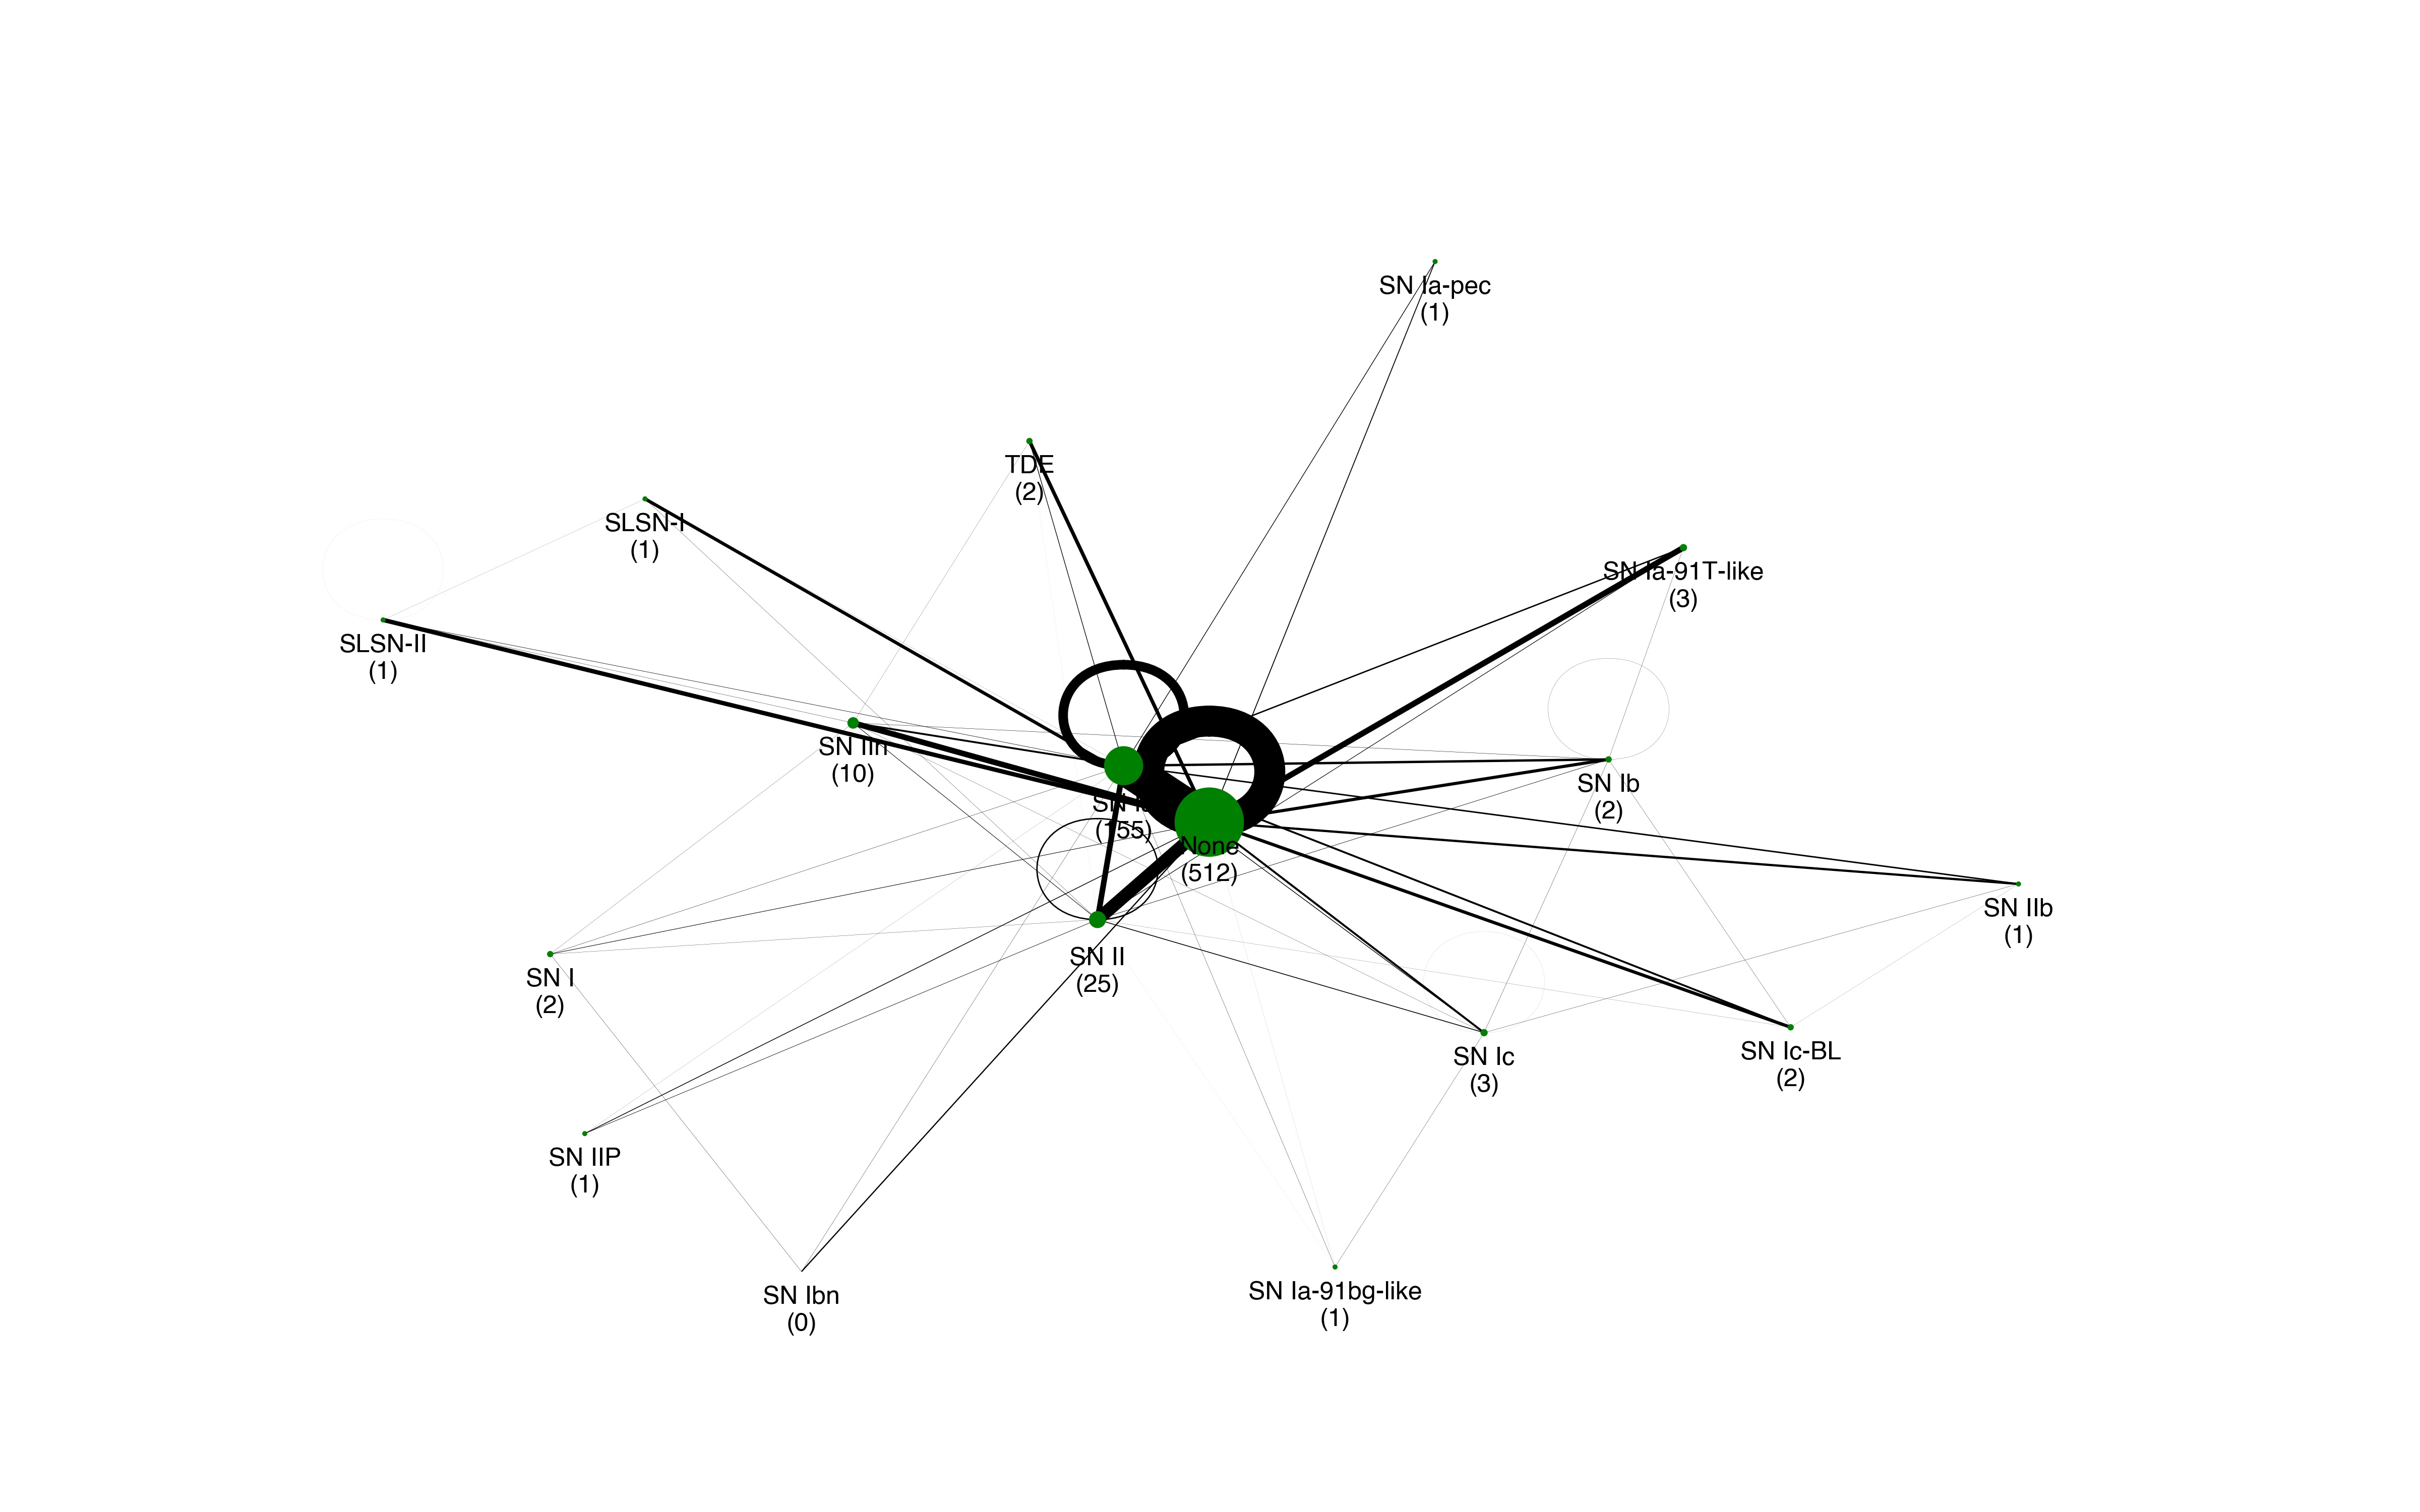 SN Ia-pec
(1)
TDE
(2)
SLSN-I
(1)
SN Ia-91T-like
(3)
SLSN-II
(1)
SN IIn
(10)
SN Ib
(2)
SN Ia
(155)
None
(512)
SN IIb
(1)
SN II
(25)
SN I
(2)
SN Ic
(3)
SN Ic-BL
(2)
SN IIP
(1)
SN Ibn
(0)
SN Ia-91bg-like
(1)